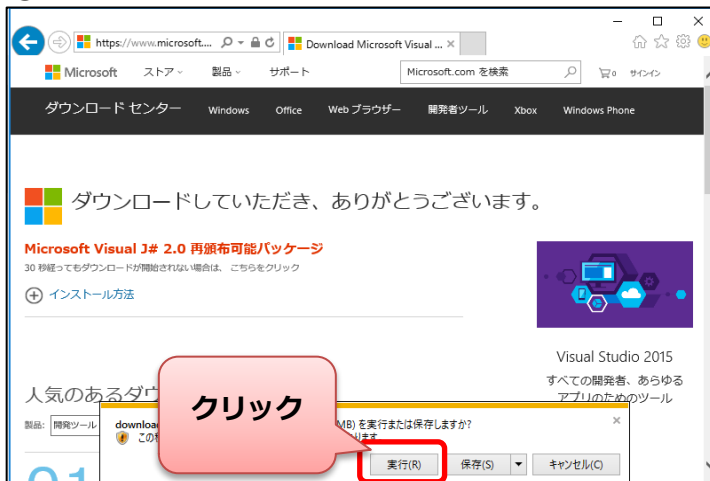 https://www.microsoft....
Download Microsoft Visual ...
Microsoft ストア 製品 サポート Microsoft.com を検索 0 サインイン
ダウンロード センター Windows Office Web ブラウザー 開発者ツール Xbox Windows Phone
ダウンロードしていただき、ありがとうございます。
Microsoft Visual J# 2.0 再頒布可能パッケージ
30 秒経ってもダウンロードが開始されない場合は、こちらをクリック
インストール方法
Visual Studio 2015
すべての開発者、あらゆる
アプリのためのツール
人気のあるダウ
クリック
製品: 開発ツール
downloa MB) を実行または保存しますか?
この
実行(R) 保存(S) キャンセル(C)